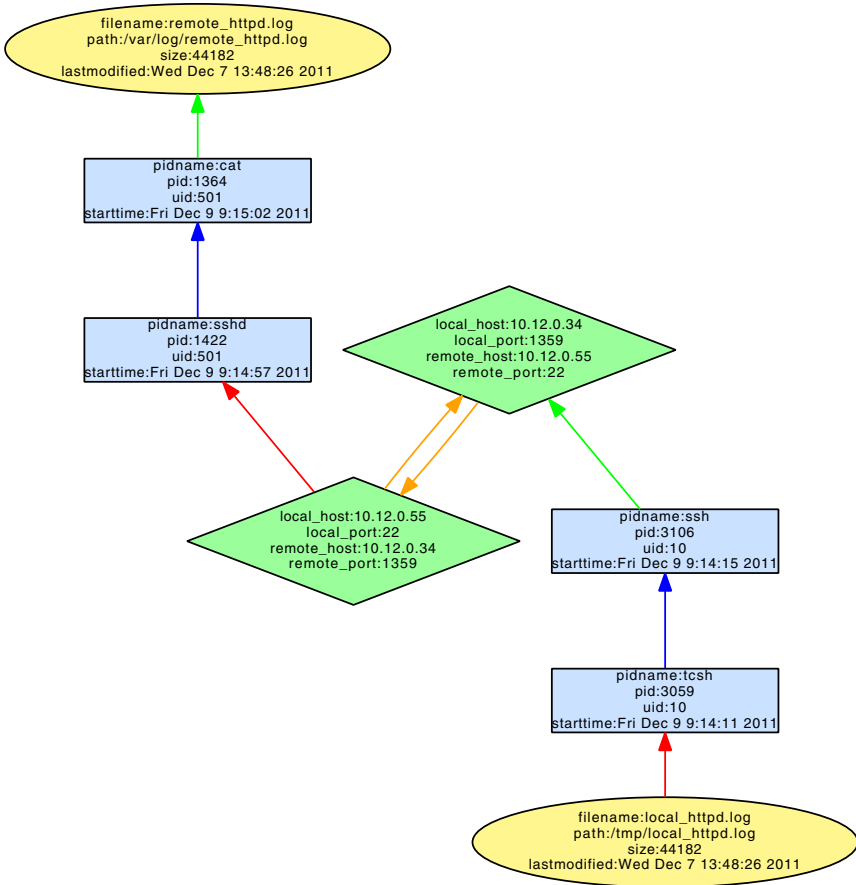 filename:remote_httpd.log
path:/var/log/remote_httpd.log
size:44182
lastmodified:Wed Dec 7 13:48:26 2011
pidname:cat
pid:1364
uid:501
starttime:Fri Dec 9 9:15:02 2011
pidname:sshd
pid:1422
uid:501
starttime:Fri Dec 9 9:14:57 2011
local_host:10.12.0.34
local_port:1359
remote_host:10.12.0.55
remote_port:22
local_host:10.12.0.55
local_port:22
remote_host:10.12.0.34
remote_port:1359
pidname:ssh
pid:3106
uid:10
starttime:Fri Dec 9 9:14:15 2011
pidname:tcsh
pid:3059
uid:10
starttime:Fri Dec 9 9:14:11 2011
filename:local_httpd.log
path:/tmp/local_httpd.log
size:44182
lastmodified:Wed Dec 7 13:48:26 2011